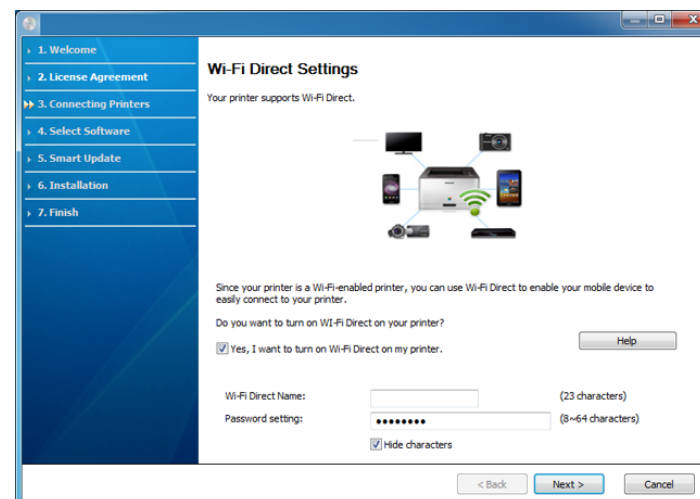 1. Welcome
2. License Agreement
3. Connecting Printers
4. Select Software
5. Smart Update
6. Installation
7. Finish
Wi-Fi Direct Settings
Your printer supports Wi-Fi Direct.
Since your printer is a Wi-Fi-enabled printer, you can use Wi-Fi Direct to enable your mobile device to
easily connect to your printer.
Do you want to turn on WI-Fi Direct on your printer?
Yes, I want to turn on Wi-Fi Direct on my printer.
Help
Wi-Fi Direct Name:
(23 characters)
Password setting:
••••••••
(8~64 characters)
Hide characters
< Back
Next >
Cancel